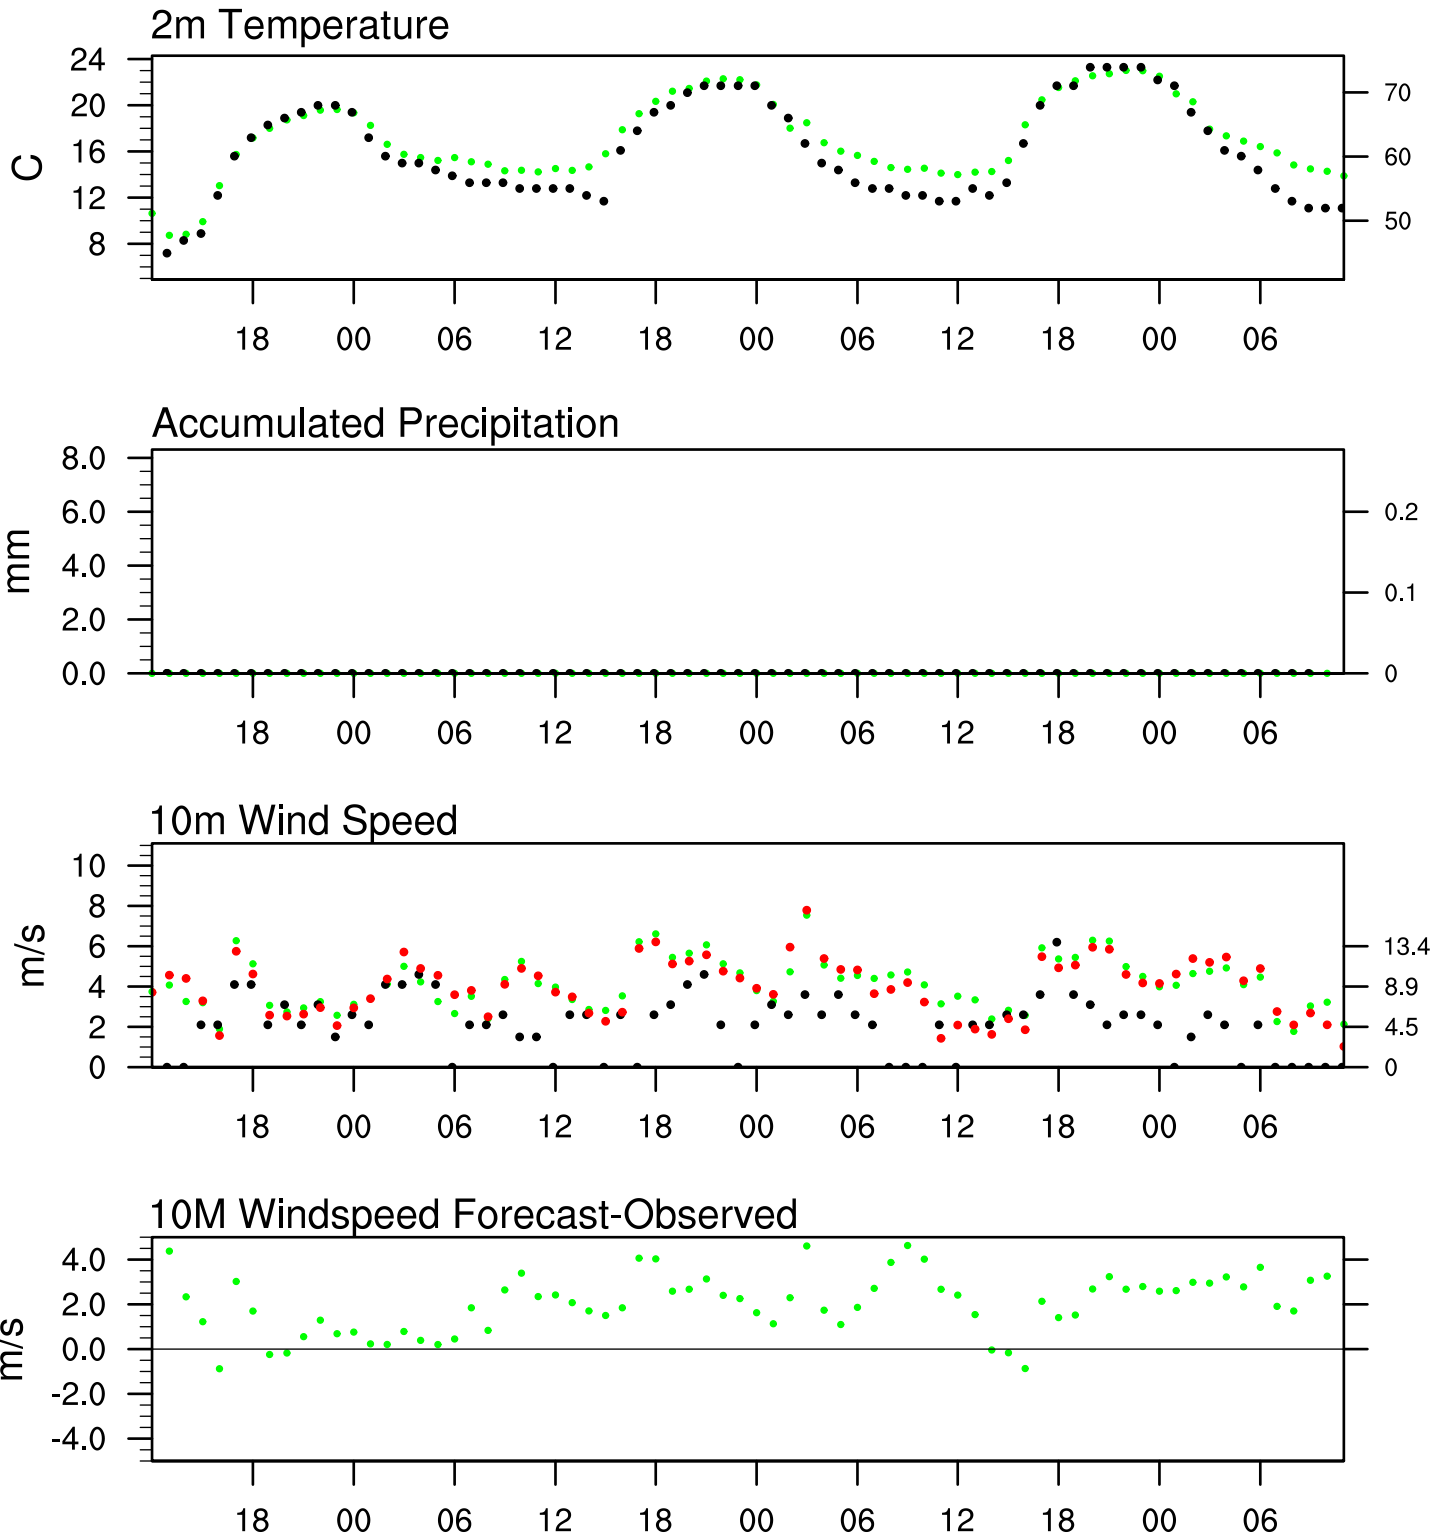 2m Temperature
24
20
16
12
8
C
70
60
50
18 00 06 12 18 00 06 12 18 00 06
Accumulated Precipitation
8.0
6.0
4.0
2.0
0.0
mm
0.2
0.1
0
18 00 06 12 18 00 06 12 18 00 06
10m Wind Speed
10
8
6
4
2
0
m/s
13.4
8.9
4.5
0
18 00 06 12 18 00 06 12 18 00 06
10M Windspeed Forecast-Observed
4.0
2.0
0.0
-2.0
-4.0
m/s
18 00 06 12 18 00 06 12 18 00 06